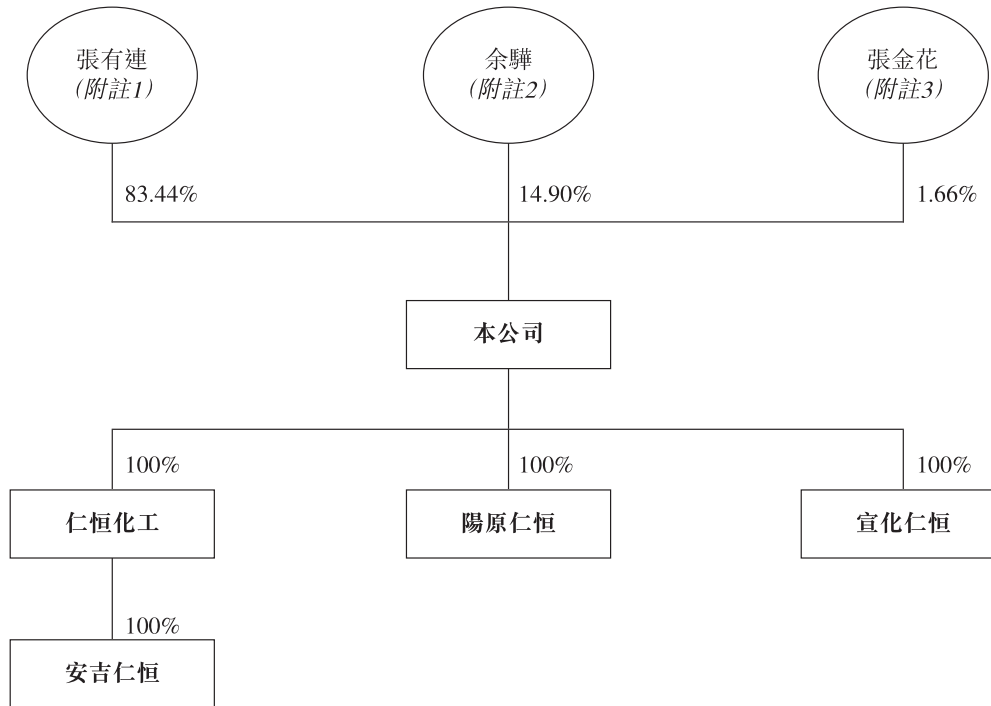 張有連
(附註1)
余驊
(附註2)
張金花
(附註3)
83.44%
14.90%
1.66%
本公司
100%
100%
100%
仁恒化工
陽原仁恒
宣化仁恒
100%
安吉仁恒